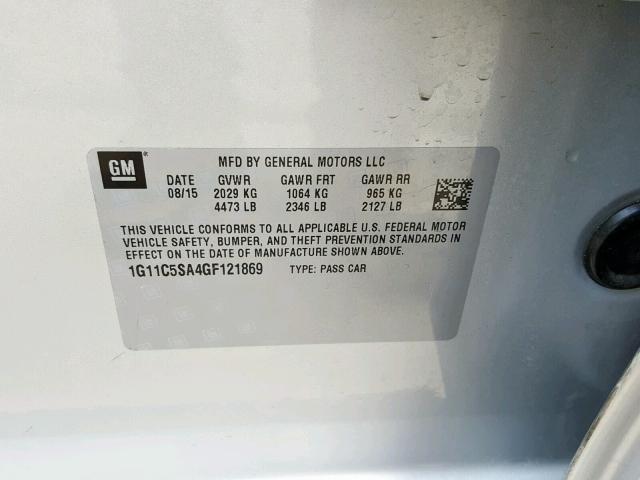 GM
MFD BY GENERAL MOTORS LLC
DATE GVWR GAWR FRT GAWR RR
08/15 2029 KG 1064 KG 965 KG
4473 LB 2346 LB 2127 LB
THIS VEHICLE CONFORMS TO ALL APPLICABLE U.S. FEDERAL MOTOR
VEHICLE SAFETY, BUMPER, AND THEFT PREVENTION STANDARDS IN
EFFECT ON THE DATE OF MANUFACTURE SHOWN ABOVE.
1G11C5SA4GF121869 TYPE: PASS CAR